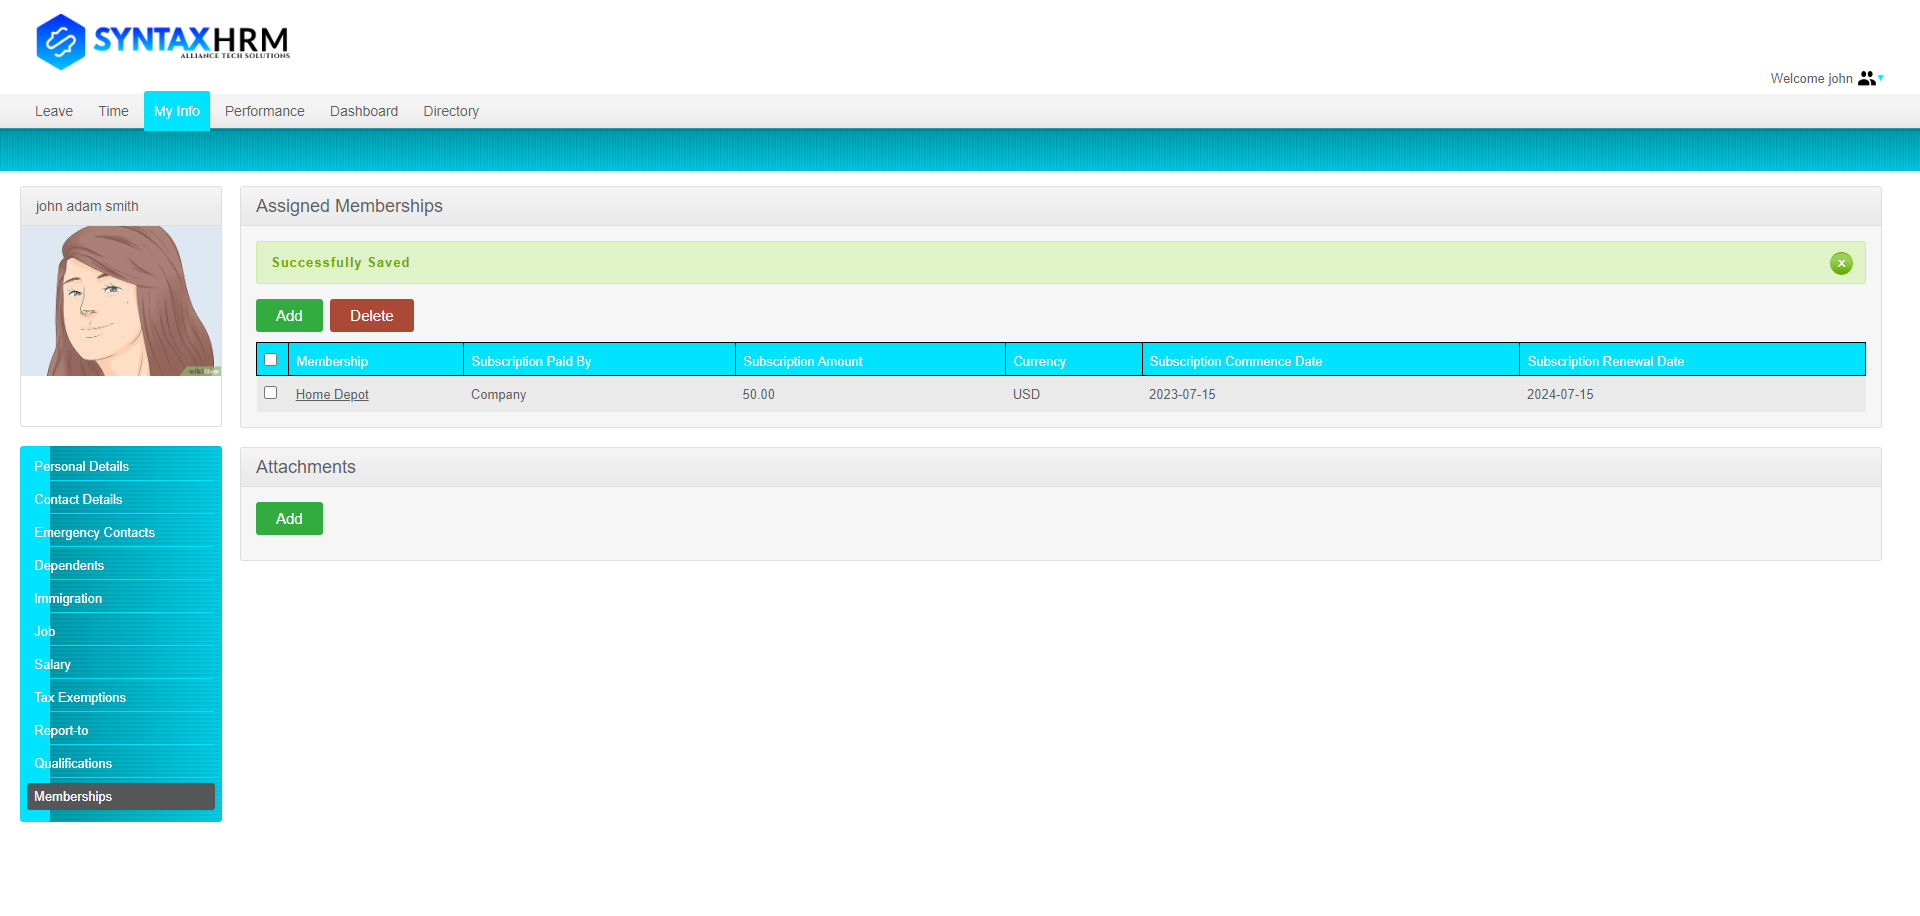 SYNTAXHRM
ALLIANCE TECH SOLUTIONS
Welcome john
Leave Time My Info Performance Dashboard Directory
john adam smith
wikiHow
Personal Details
Contact Details
Emergency Contacts
Dependents
Immigration
Job
Salary
Tax Exemptions
Report-to
Qualifications
Memberships
Assigned Memberships
Successfully Saved
x
Add Delete
Membership Subscription Paid By Subscription Amount Currency Subscription Commence Date Subscription Renewal Date
Home Depot Company 50.00 USD 2023-07-15 2024-07-15
Attachments
Add